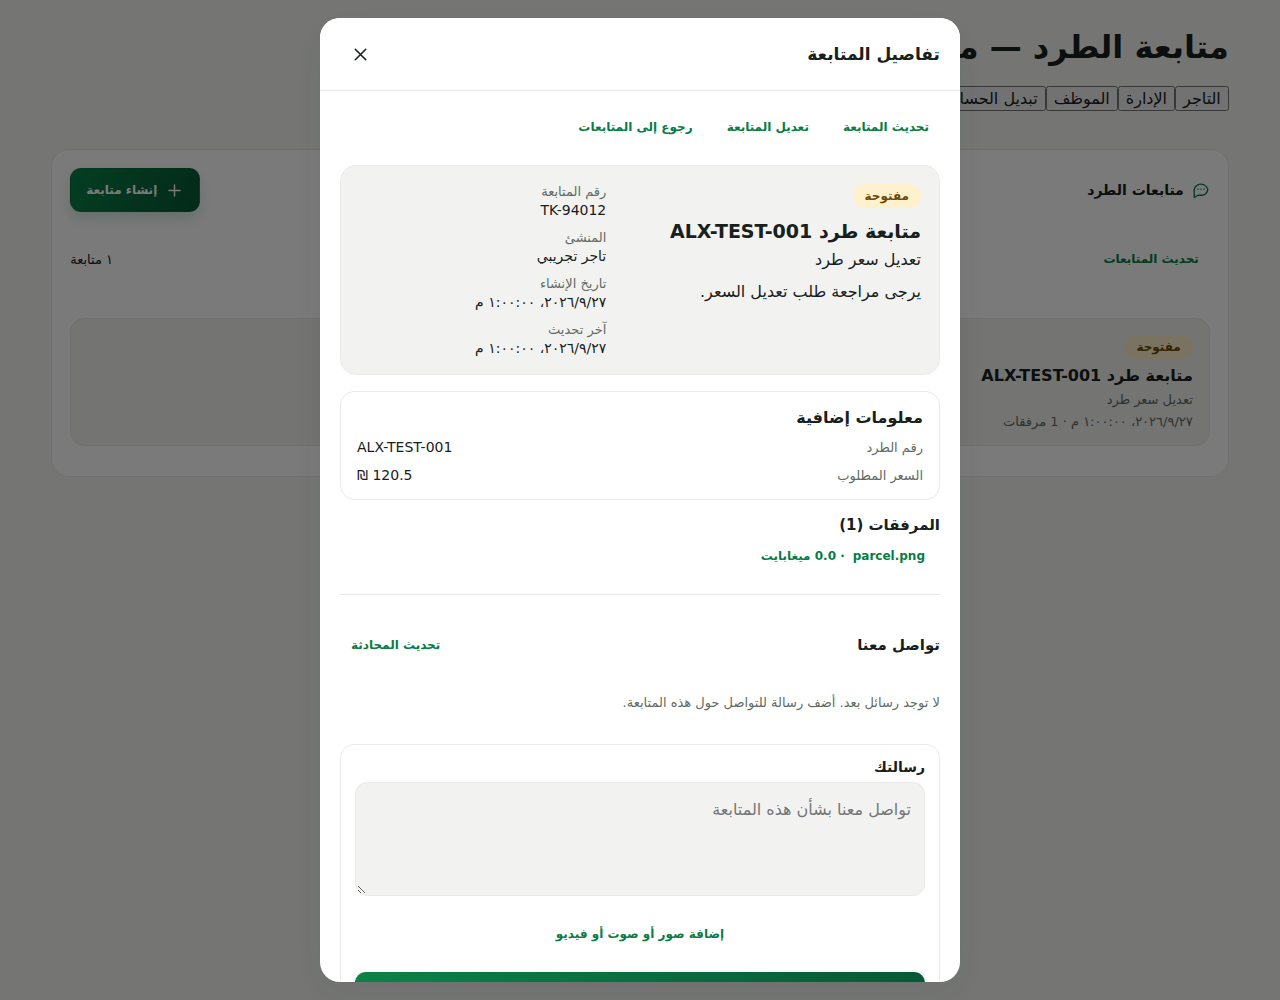 متابعة الطرد — م
التاجر
الإدارة
الموظف
تبديل الحسا
متابعات الطرد
إنشاء متابعة
تحديث المتابعات
١ متابعة
مفتوحة
متابعة طرد ALX-TEST-001
تعديل سعر طرد
٢٠٢٦/٩/٢٧، ١:٠٠:٠٠ م · 1 مرفقات
تفاصيل المتابعة
تحديث المتابعة
تعديل المتابعة
رجوع إلى المتابعات
مفتوحة
متابعة طرد ALX-TEST-001
تعديل سعر طرد
يرجى مراجعة طلب تعديل السعر.
رقم المتابعة
TK-94012
المنشئ
تاجر تجريبي
تاريخ الإنشاء
٢٠٢٦/٩/٢٧، ١:٠٠:٠٠ م
آخر تحديث
٢٠٢٦/٩/٢٧، ١:٠٠:٠٠ م
معلومات إضافية
رقم الطرد
ALX-TEST-001
السعر المطلوب
120.5 ₪
المرفقات (1)
parcel.png · 0.0 ميغابايت
تواصل معنا
تحديث المحادثة
لا توجد رسائل بعد. أضف رسالة للتواصل حول هذه المتابعة.
رسالتك
تواصل معنا بشأن هذه المتابعة
إضافة صور أو صوت أو فيديو